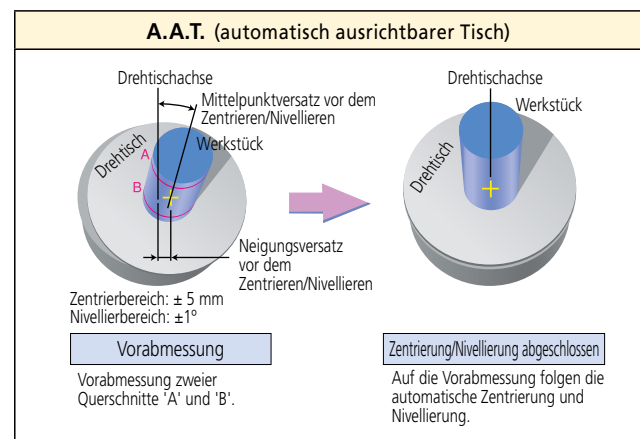 A.A.T. (automatisch ausrichtbarer Tisch)
Drehtischachse
Mittelpunktversatz vor dem
Zentrieren/Nivellieren
Werkstück
Drehtisch
A
B
Neigungsversatz
vor dem
Zentrieren/Nivellieren
Zentrierbereich: ± 5 mm
Nivellierbereich: ±1º
Vorabmessung
Vorabmessung zweier
Querschnitte 'A' und 'B'.
Drehtischachse
Werkstück
Drehtisch
Zentrierung/Nivellierung abgeschlossen
Auf die Vorabmessung folgen die
automatische Zentrierung und
Nivellierung.